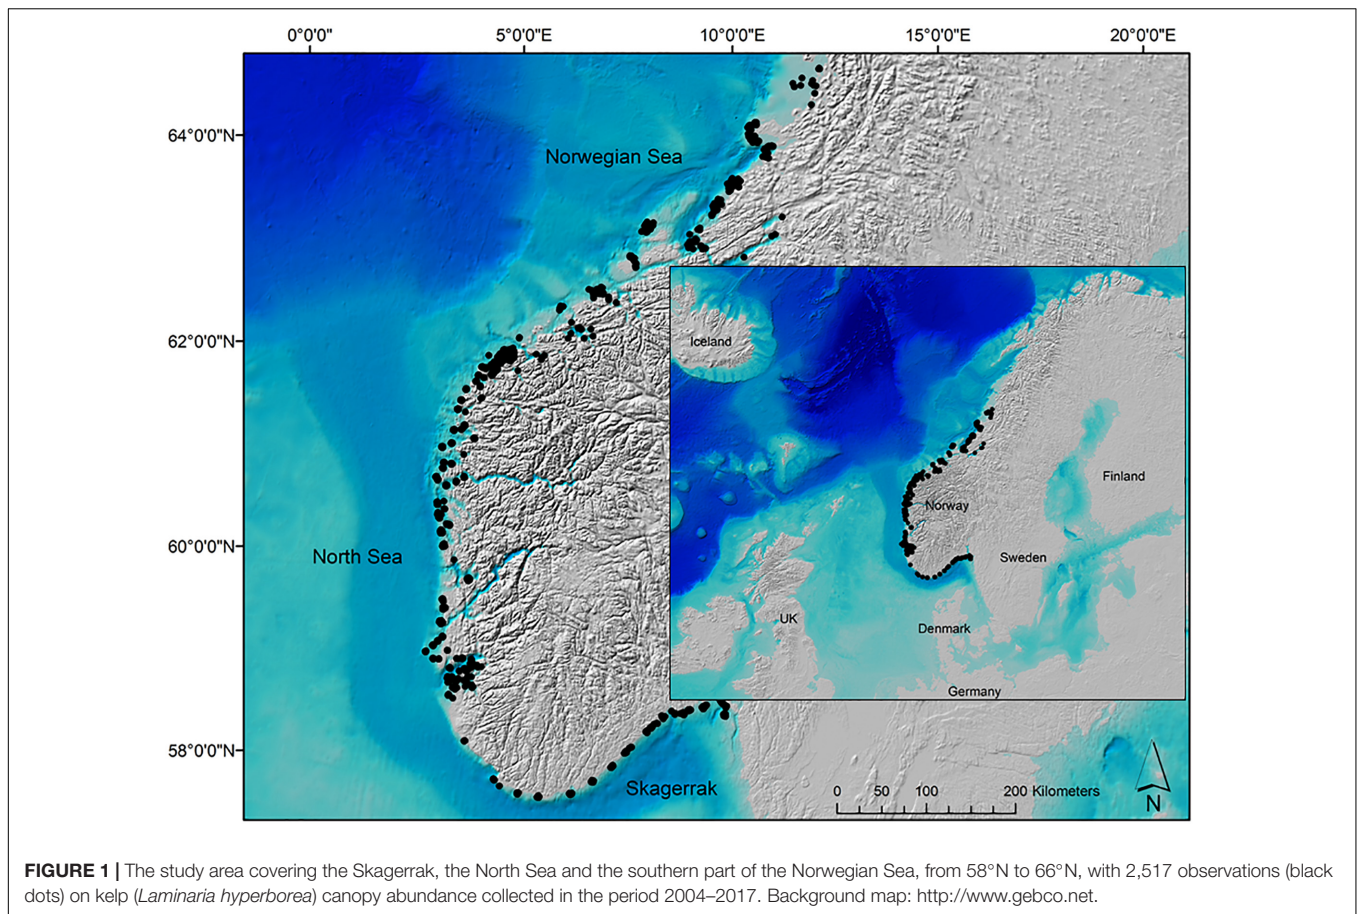 0°0'0" 5°0'0"E 10°0'0"E 15°0'0"E 20°0'0"E
64°0'0"N
Norwegian Sea
62°0'0"N
Iceland
Finland
Norway
60°0'0"N
North Sea
Sweden
UK
Denmark
Germany
58°0'0"N
Skagerrak
0 50 100 200 Kilometers
N
FIGURE 1 | The study area covering the Skagerrak, the North Sea and the southern part of the Norwegian Sea, from 58°N to 66°N, with 2,517 observations (black
dots) on kelp (Laminaria hyperborea) canopy abundance collected in the period 2004–2017. Background map: http://www.gebco.net.